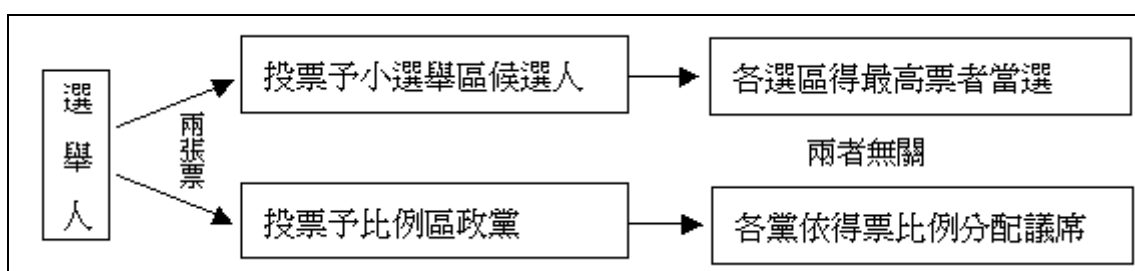 選舉人
兩張票
投票予小選舉區候選人
各選區得最高票者當選
兩者無關
投票予比例區政黨
各黨依得票比例分配議席